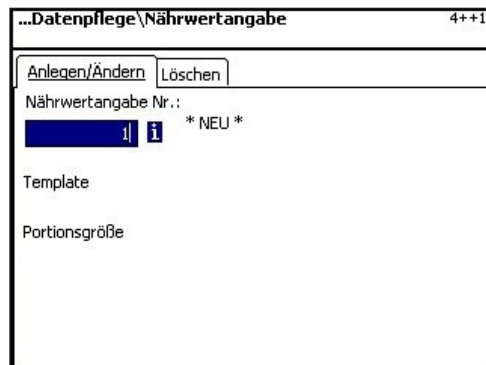 ...Datenpflege\Nährwertangabe 4++1
Anlegen/Ändern Löschen
Nährwertangabe Nr.:
1 i * NEU *
Template
Portionsgröße